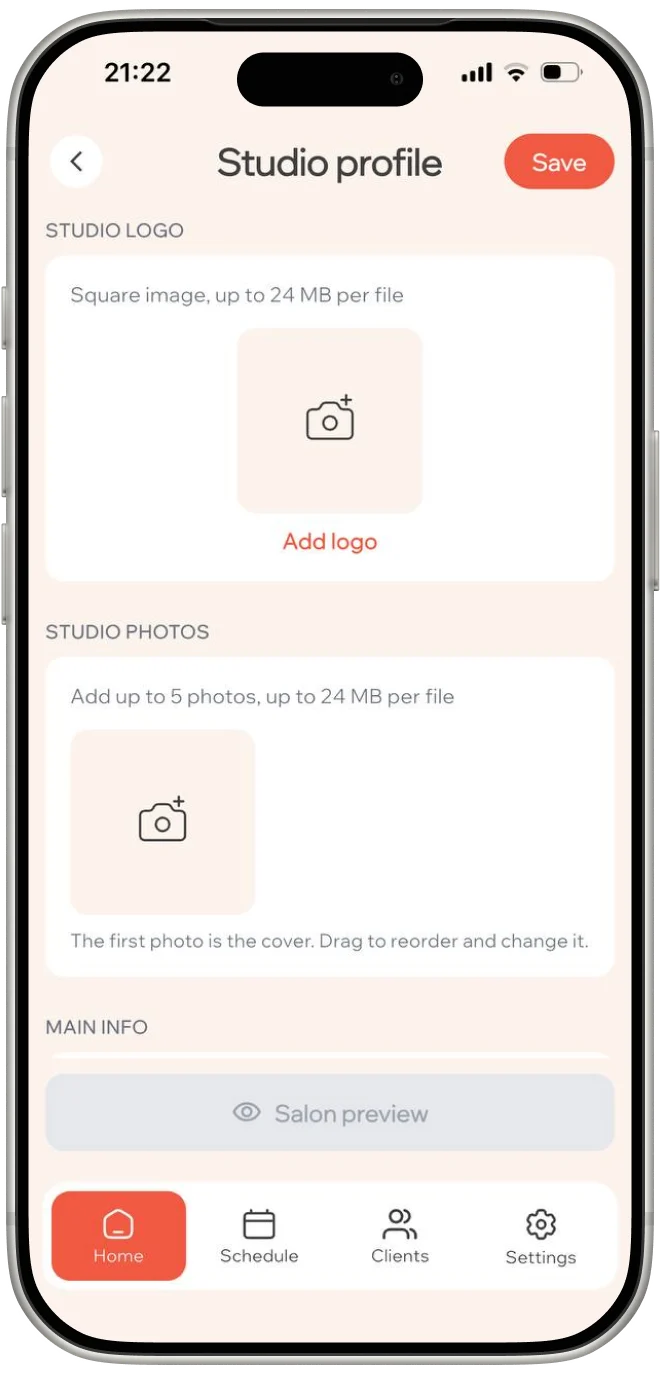 21:22
Studio profile
Save
STUDIO LOGO
Square image, up to 24 MB per file
Add logo
STUDIO PHOTOS
Add up to 5 photos, up to 24 MB per file
The first photo is the cover. Drag to reorder and change it.
MAIN INFO
Salon preview
Home
Schedule
Clients
Settings